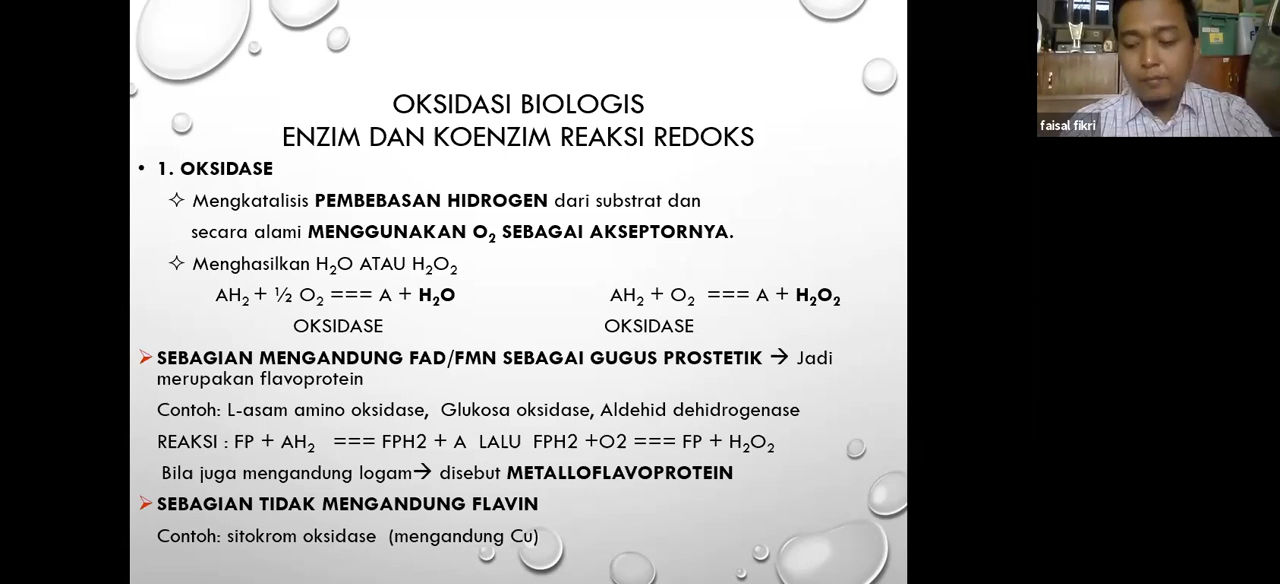 OKSIDASI BIOLOGIS
ENZIM DAN KOENZIM REAKSI REDOKS
• 1. OKSIDASE
✧ Mengkatalisis PEMBEBASAN HIDROGEN dari substrat dan
secara alami MENGGUNAKAN O₂ SEBAGAI AKSEPTORNYA.
✧ Menghasilkan H₂O ATAU H₂O₂
AH₂ + ½ O₂ === A + H₂O AH₂ + O₂ === A + H₂O₂
OKSIDASE OKSIDASE
➢ SEBAGIAN MENGANDUNG FAD/FMN SEBAGAI GUGUS PROSTETIK → Jadi
merupakan flavoprotein
Contoh: L-asam amino oksidase, Glukosa oksidase, Aldehid dehidrogenase
REAKSI : FP + AH₂ === FPH2 + A LALU FPH2 +O2 === FP + H₂O₂
Bila juga mengandung logam→ disebut METALLOFLAVOPROTEIN
➢ SEBAGIAN TIDAK MENGANDUNG FLAVIN
Contoh: sitokrom oksidase (mengandung Cu)
faisal fikri